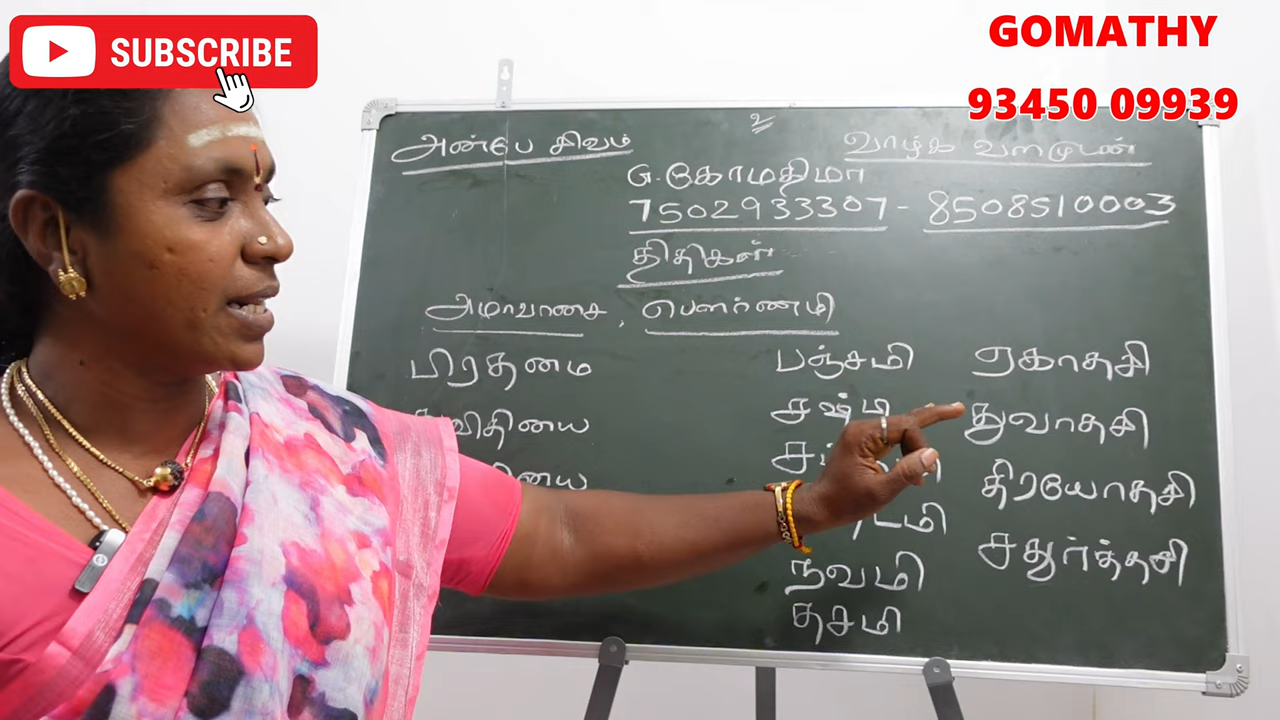 SUBSCRIBE
GOMATHY
93450 09939
2
அன்பே சிவம்
வாழ்க வளமுடன்
G.கோமதிமா
7502933307 - 8508510003
திதிகள்
அமாவாசை, பௌர்ணமி
பிரதமை
பஞ்சமி
ஏகாதசி
துவாதசி
திரயோதசி
சதுர்த்தசி
நவமி
தசமி